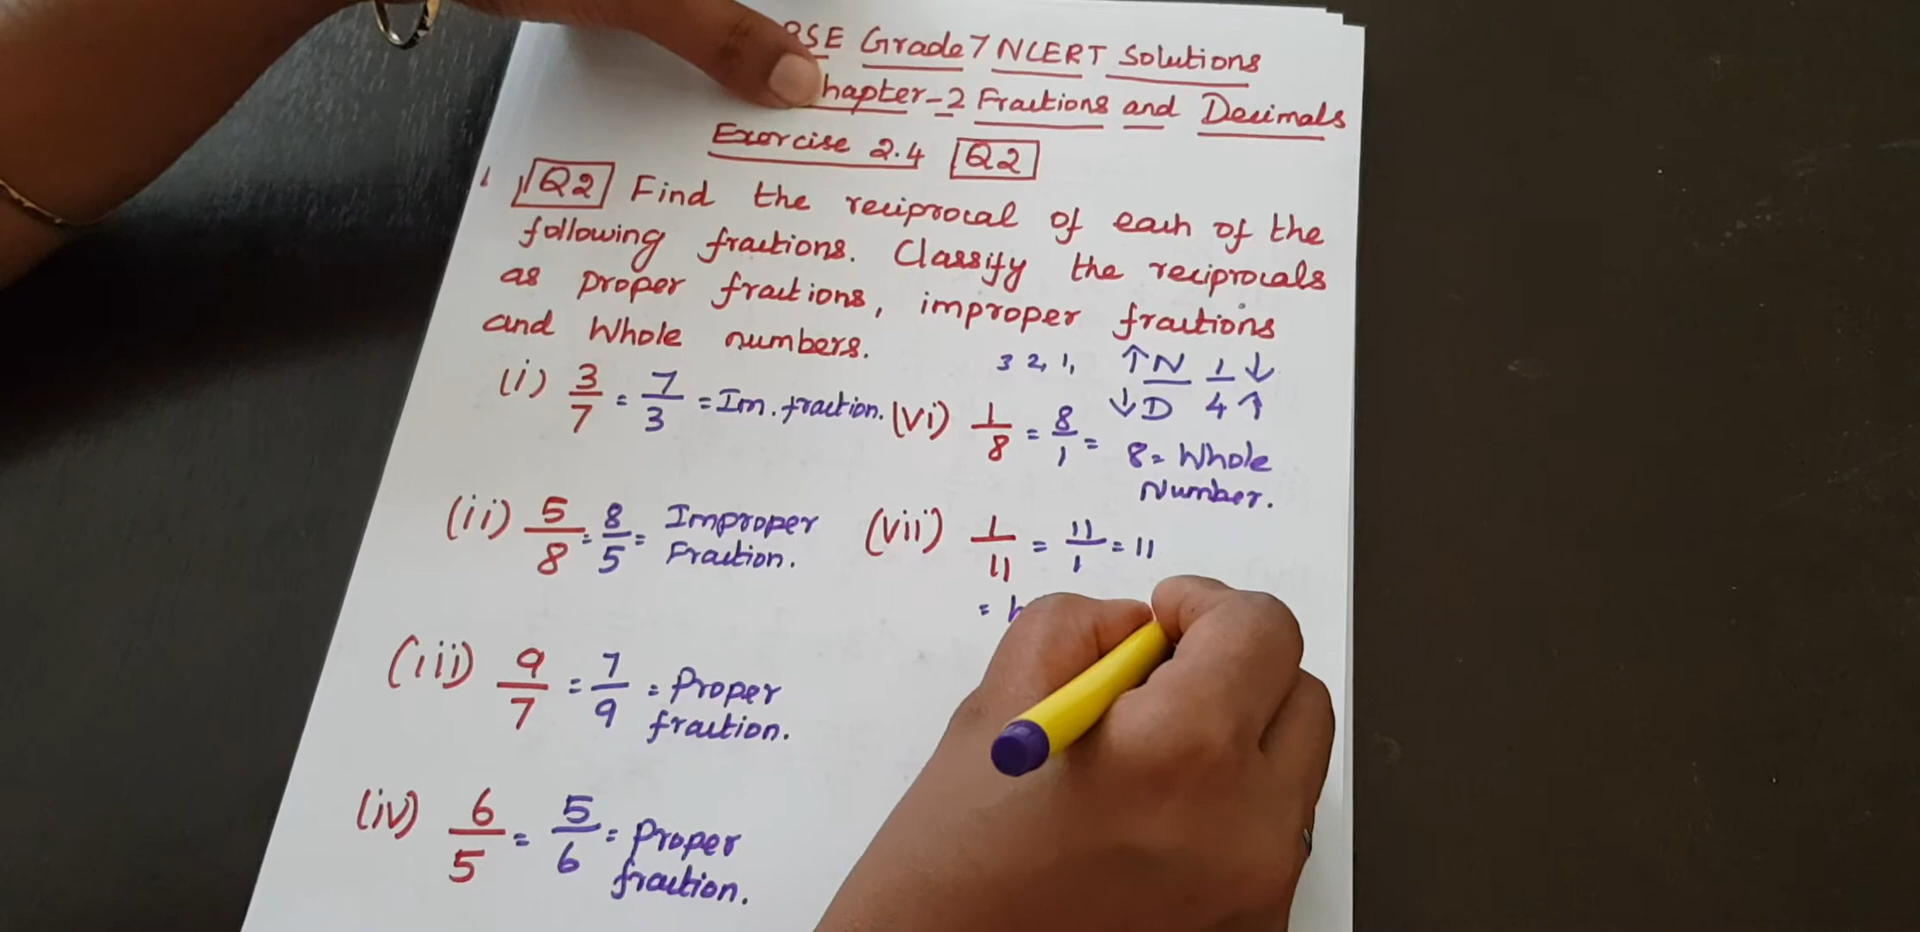 BSE Grade 7 NCERT Solutions
Chapter-2 Fractions and Decimals
Exercise 2.4 Q2
Q2 Find the reciprocal of each of the
following fractions. Classify the reciprocals
as proper fractions, improper fractions
and Whole numbers.
3 2, 1, ↑N/↓D 1/4 ↓↑
(i) 3/7 = 7/3 = Im. fraction.
(ii) 5/8 = 8/5 = Improper
Fraction.
(iii) 9/7 = 7/9 = Proper
fraction.
(iv) 6/5 = 5/6 = Proper
fraction.
(vi) 1/8 = 8/1 = 8 = Whole
Number.
(vii) 1/11 = 11/1 = 11
=